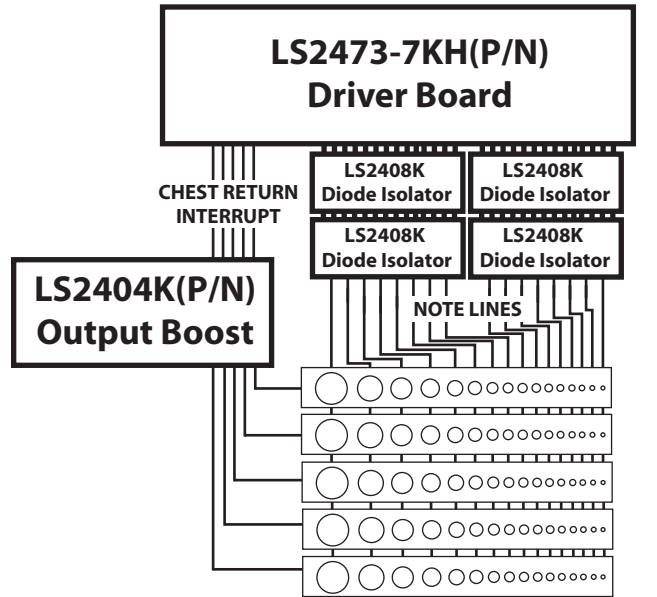 LS2473-7KH(P/N)
Driver Board
LS2408K
Diode Isolator
LS2408K
Diode Isolator
CHEST RETURN
INTERRUPT
LS2408K
Diode Isolator
LS2408K
Diode Isolator
LS2404K(P/N)
Output Boost
NOTE LINES